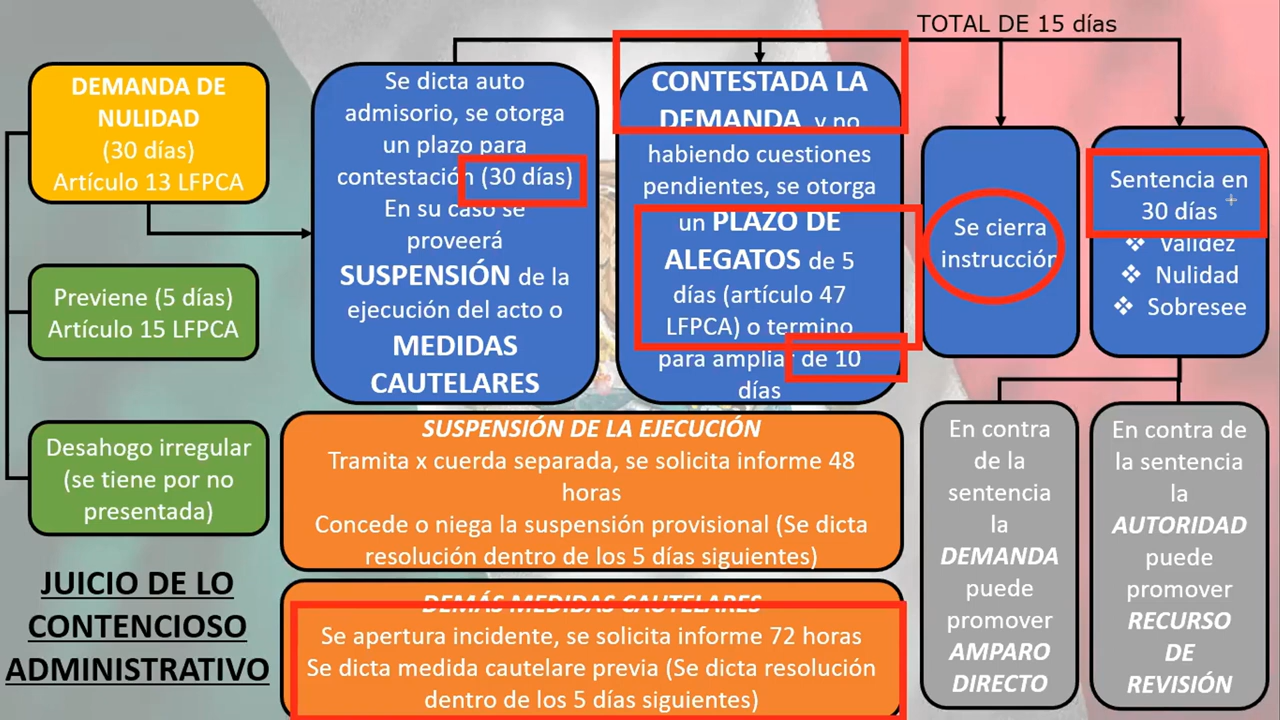 TOTAL DE 15 días
DEMANDA DE
NULIDAD
(30 días)
Artículo 13 LFPCA
Previene (5 días)
Artículo 15 LFPCA
Desahogo irregular
(se tiene por no
presentada)
JUICIO DE LO
CONTENCIOSO
ADMINISTRATIVO
Se dicta auto
admisorio, se otorga
un plazo para
contestación (30 días)
En su caso se
proveerá
SUSPENSIÓN de la
ejecución del acto o
MEDIDAS
CAUTELARES
CONTESTADA LA
DEMANDA y no
habiendo cuestiones
pendientes, se otorga
un PLAZO DE
ALEGATOS de 5
días (artículo 47
LFPCA) o termino
para ampliar de 10
días
Se cierra
instrucción
Sentencia en
30 días
❖ Validez
❖ Nulidad
❖ Sobresee
SUSPENSIÓN DE LA EJECUCIÓN
Tramita x cuerda separada, se solicita informe 48
horas
Concede o niega la suspensión provisional (Se dicta
resolución dentro de los 5 días siguientes)
DEMÁS MEDIDAS CAUTELARES
Se apertura incidente, se solicita informe 72 horas
Se dicta medida cautelare previa (Se dicta resolución
dentro de los 5 días siguientes)
En contra
de la
sentencia
la
DEMANDA
puede
promover
AMPARO
DIRECTO
En contra de
la sentencia
la
AUTORIDAD
puede
promover
RECURSO
DE
REVISIÓN